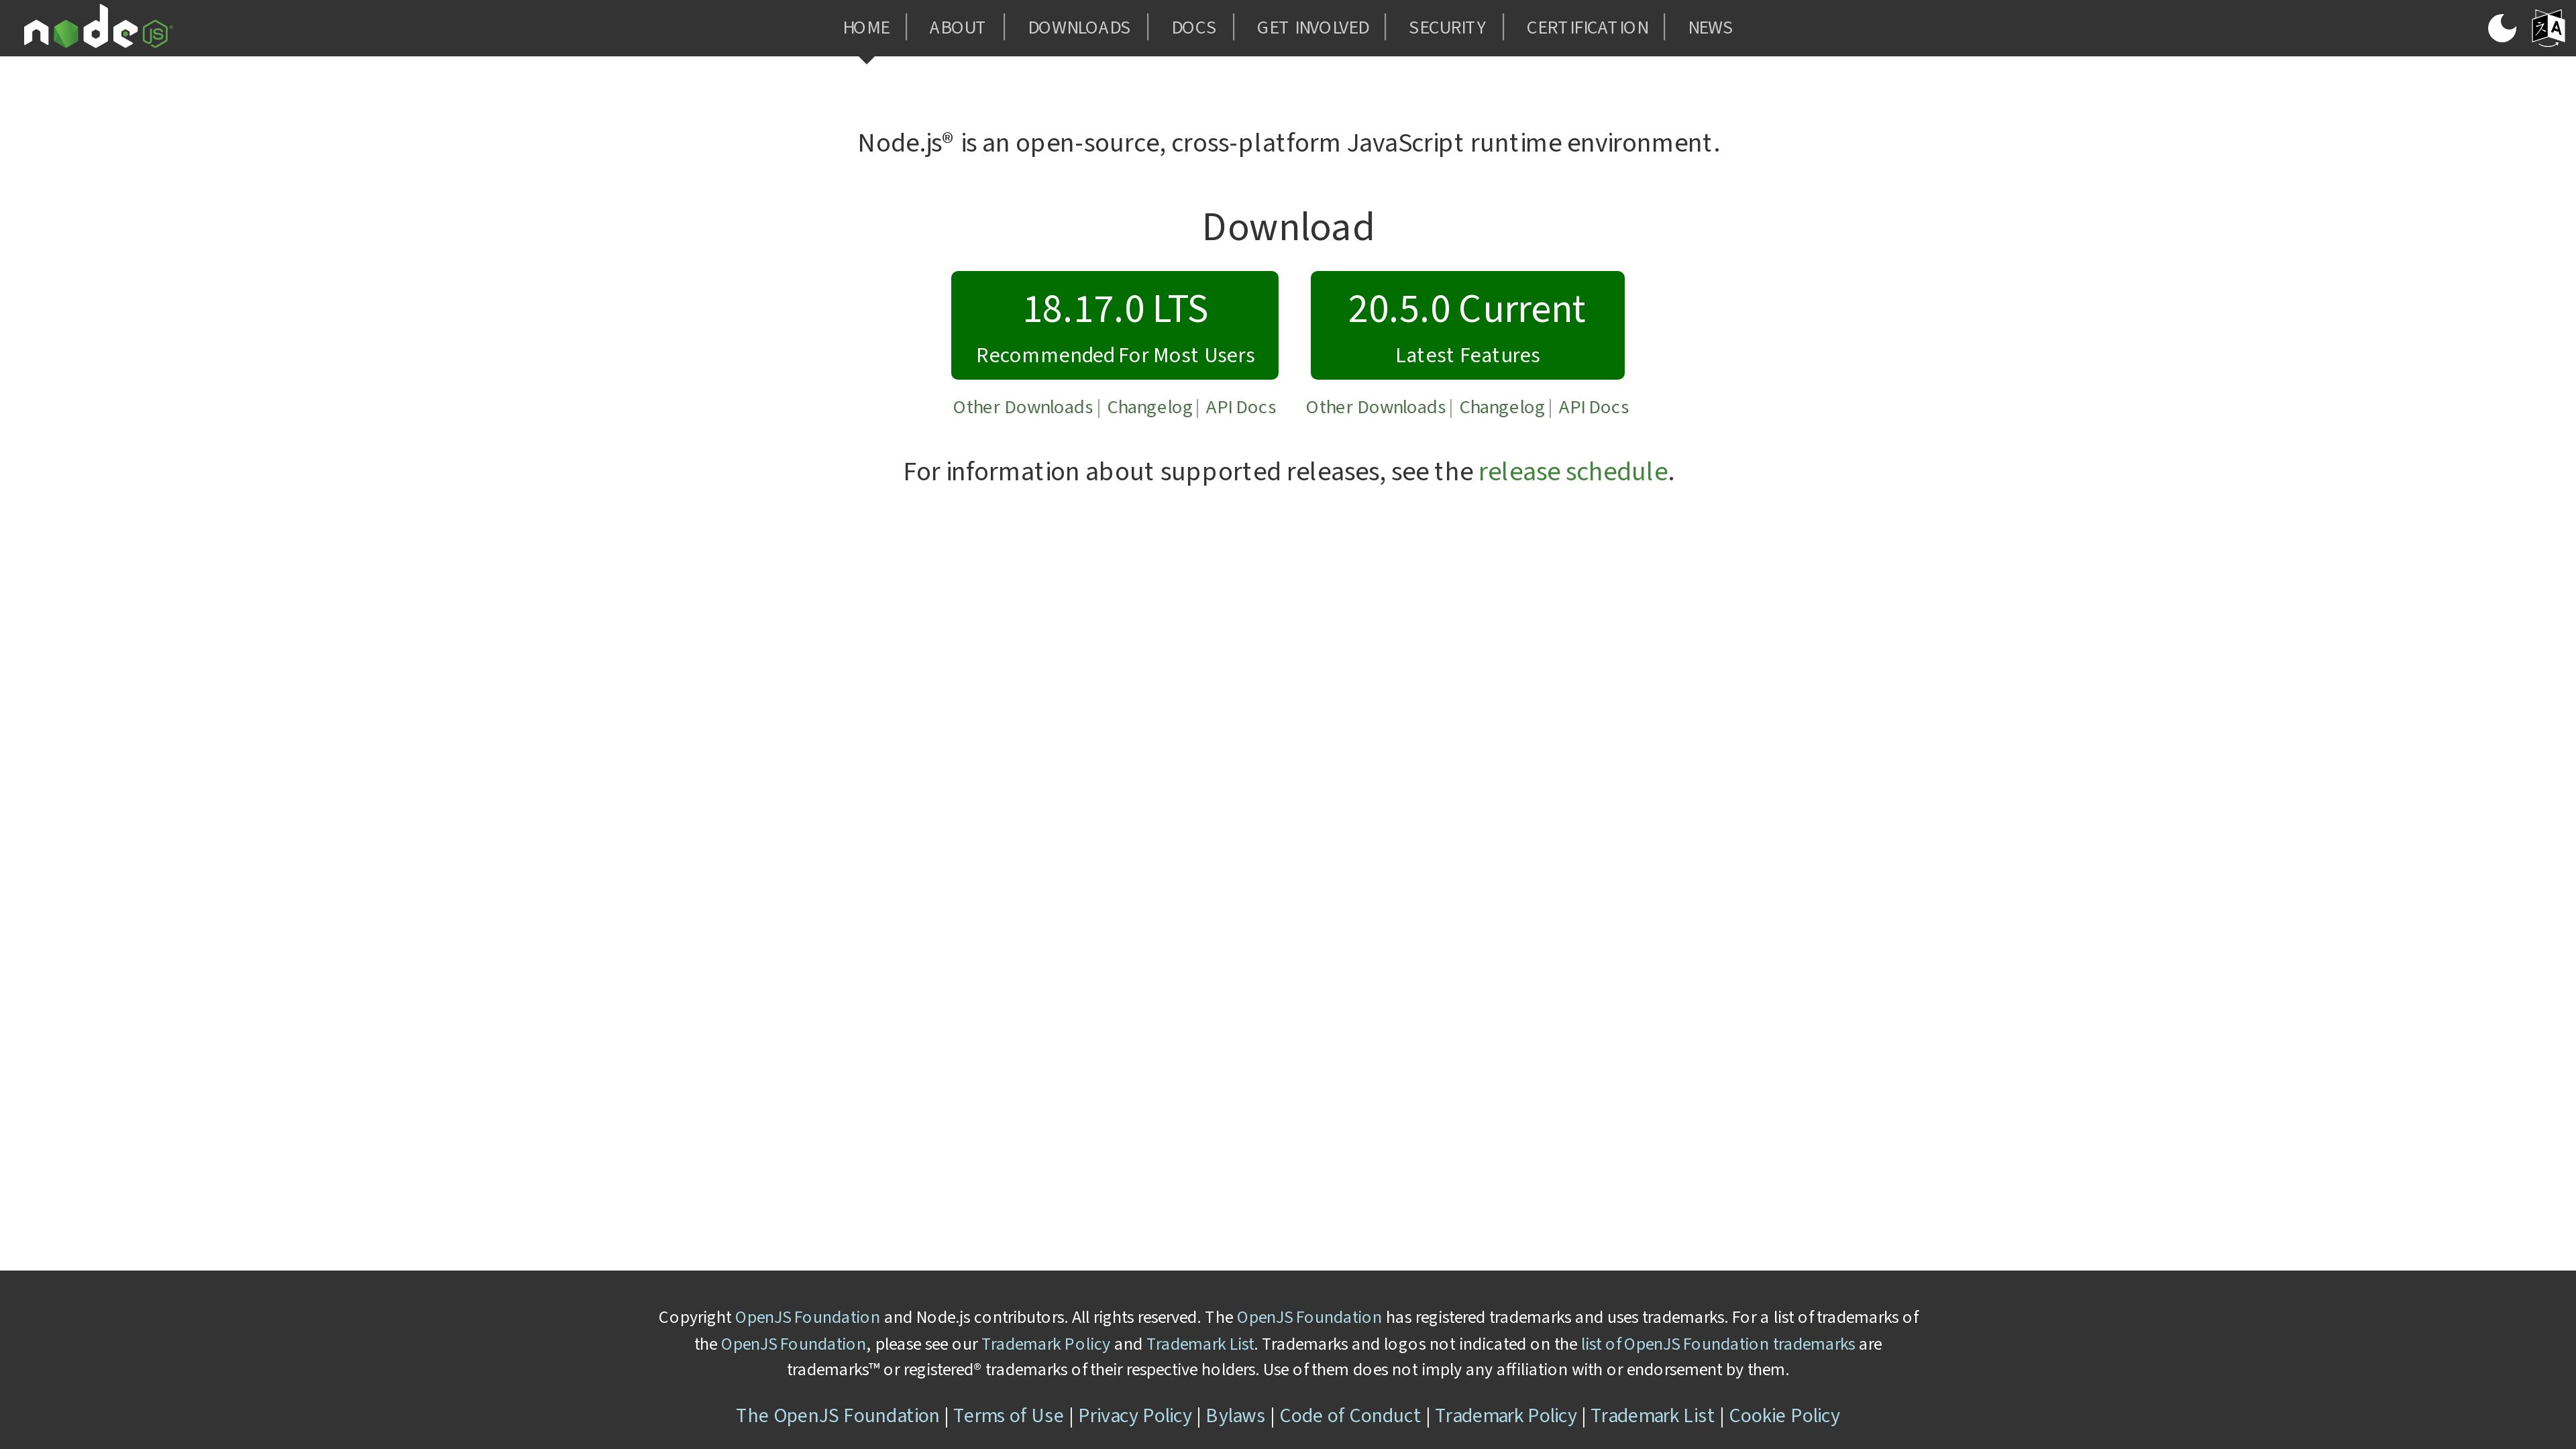 node JS®
HOME | ABOUT | DOWNLOADS | DOCS | GET INVOLVED | SECURITY | CERTIFICATION | NEWS
Node.js® is an open-source, cross-platform JavaScript runtime environment.
Download
18.17.0 LTS
Recommended For Most Users
20.5.0 Current
Latest Features
Other Downloads | Changelog | API Docs
Other Downloads | Changelog | API Docs
For information about supported releases, see the release schedule.
Copyright OpenJS Foundation and Node.js contributors. All rights reserved. The OpenJS Foundation has registered trademarks and uses trademarks. For a list of trademarks of
the OpenJS Foundation, please see our Trademark Policy and Trademark List. Trademarks and logos not indicated on the list of OpenJS Foundation trademarks are
trademarks™ or registered® trademarks of their respective holders. Use of them does not imply any affiliation with or endorsement by them.
The OpenJS Foundation | Terms of Use | Privacy Policy | Bylaws | Code of Conduct | Trademark Policy | Trademark List | Cookie Policy